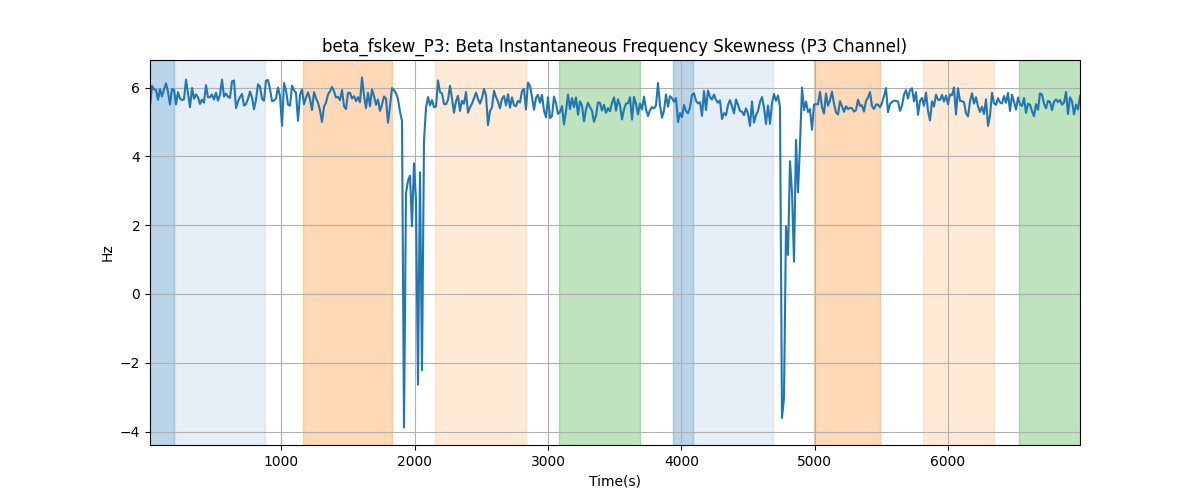 beta_fskew_P3: Beta Instantaneous Frequency Skewness (P3 Channel)
6
4
2
0
−2
−4
Hz
1000 2000 3000 4000 5000 6000
Time(s)